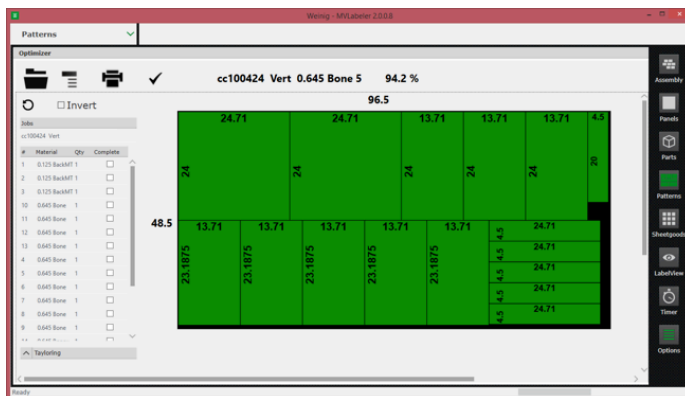 Weinig - MVLabeler 2.0.0.8
Patterns
Optimizer
cc100424 Vert 0.645 Bone 5 94.2 %
Invert
Jobs
cc100424 Vert
# Material Qty Complete
1 0.125 BackMT 1
2 0.125 BackMT 1
3 0.125 BackMT 1
10 0.645 Bone 1
11 0.645 Bone 1
12 0.645 Bone 1
13 0.645 Bone 1
4 0.645 Bone 1
5 0.645 Bone 1
6 0.645 Bone 1
7 0.645 Bone 1
8 0.645 Bone 1
9 0.645 Bone 1
Tayloring
96.5
48.5
24.71 24.71 13.71 13.71 13.71 4.5
24 24 24 24 24 20
13.71 13.71 13.71 13.71 13.71
23.1875 23.1875 23.1875 23.1875 23.1875
4.5 24.71
4.5 24.71
4.5 24.71
4.5 24.71
4.5 24.71
Assembly
Panels
Parts
Patterns
Sheetgoods
LabelView
Timer
Options
Ready